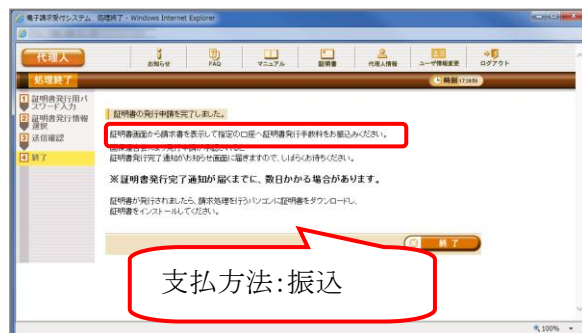 電子請求受付システム 処理終了 - Windows Internet Explorer
代理人
お知らせ
FAQ
マニュアル
証明書
代理人情報
ユーザ情報変更
ログアウト
処理終了
時刻
1 証明書発行用パスワード入力
2 証明書発行情報選択
3 送信確認
4 終了
証明書の発行申請を完了しました。
証明書画面から請求書を表示して指定の口座へ証明書発行手数料をお振込みください。
証明書発行完了通知がお知らせ画面に届きますので、しばらくお待ちください。
※証明書発行完了通知が届くまでに、数日かかる場合があります。
証明書が発行されましたら、請求処理を行うパソコンに証明書をダウンロードし、
証明書をインストールしてください。
終了
支払方法:振込
100%